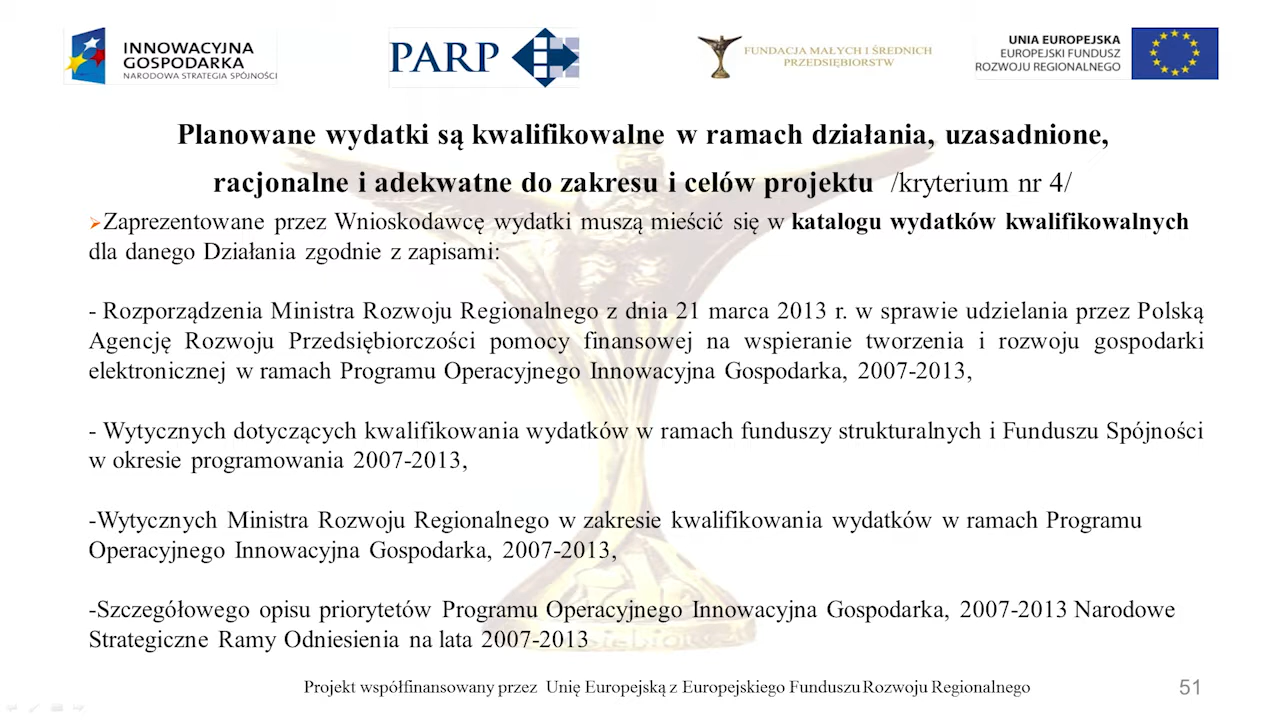 INNOWACYJNA
GOSPODARKA
NARODOWA STRATEGIA SPÓJNOŚCI
PARP
FUNDACJA MAŁYCH I ŚREDNICH
PRZEDSIĘBIORSTW
UNIA EUROPEJSKA
EUROPEJSKI FUNDUSZ
ROZWOJU REGIONALNEGO
Planowane wydatki są kwalifikowalne w ramach działania, uzasadnione,
racjonalne i adekwatne do zakresu i celów projektu /kryterium nr 4/
➢Zaprezentowane przez Wnioskodawcę wydatki muszą mieścić się w katalogu wydatków kwalifikowalnych
dla danego Działania zgodnie z zapisami:
- Rozporządzenia Ministra Rozwoju Regionalnego z dnia 21 marca 2013 r. w sprawie udzielania przez Polską
Agencję Rozwoju Przedsiębiorczości pomocy finansowej na wspieranie tworzenia i rozwoju gospodarki
elektronicznej w ramach Programu Operacyjnego Innowacyjna Gospodarka, 2007-2013,
- Wytycznych dotyczących kwalifikowania wydatków w ramach funduszy strukturalnych i Funduszu Spójności
w okresie programowania 2007-2013,
-Wytycznych Ministra Rozwoju Regionalnego w zakresie kwalifikowania wydatków w ramach Programu
Operacyjnego Innowacyjna Gospodarka, 2007-2013,
-Szczegółowego opisu priorytetów Programu Operacyjnego Innowacyjna Gospodarka, 2007-2013 Narodowe
Strategiczne Ramy Odniesienia na lata 2007-2013
Projekt współfinansowany przez Unię Europejską z Europejskiego Funduszu Rozwoju Regionalnego
51